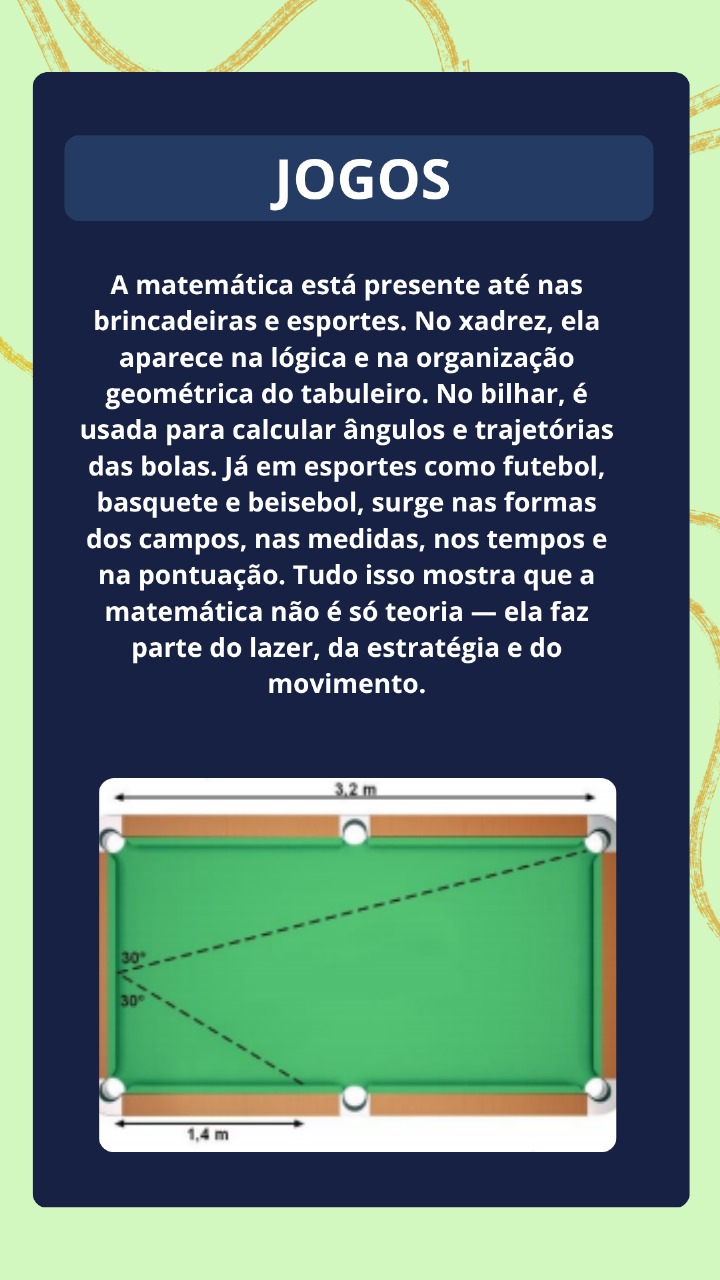 JOGOS
A matemática está presente até nas
brincadeiras e esportes. No xadrez, ela
aparece na lógica e na organização
geométrica do tabuleiro. No bilhar, é
usada para calcular ângulos e trajetórias
das bolas. Já em esportes como futebol,
basquete e beisebol, surge nas formas
dos campos, nas medidas, nos tempos e
na pontuação. Tudo isso mostra que a
matemática não é só teoria — ela faz
parte do lazer, da estratégia e do
movimento.
3,2 m
30°
30°
1,4 m